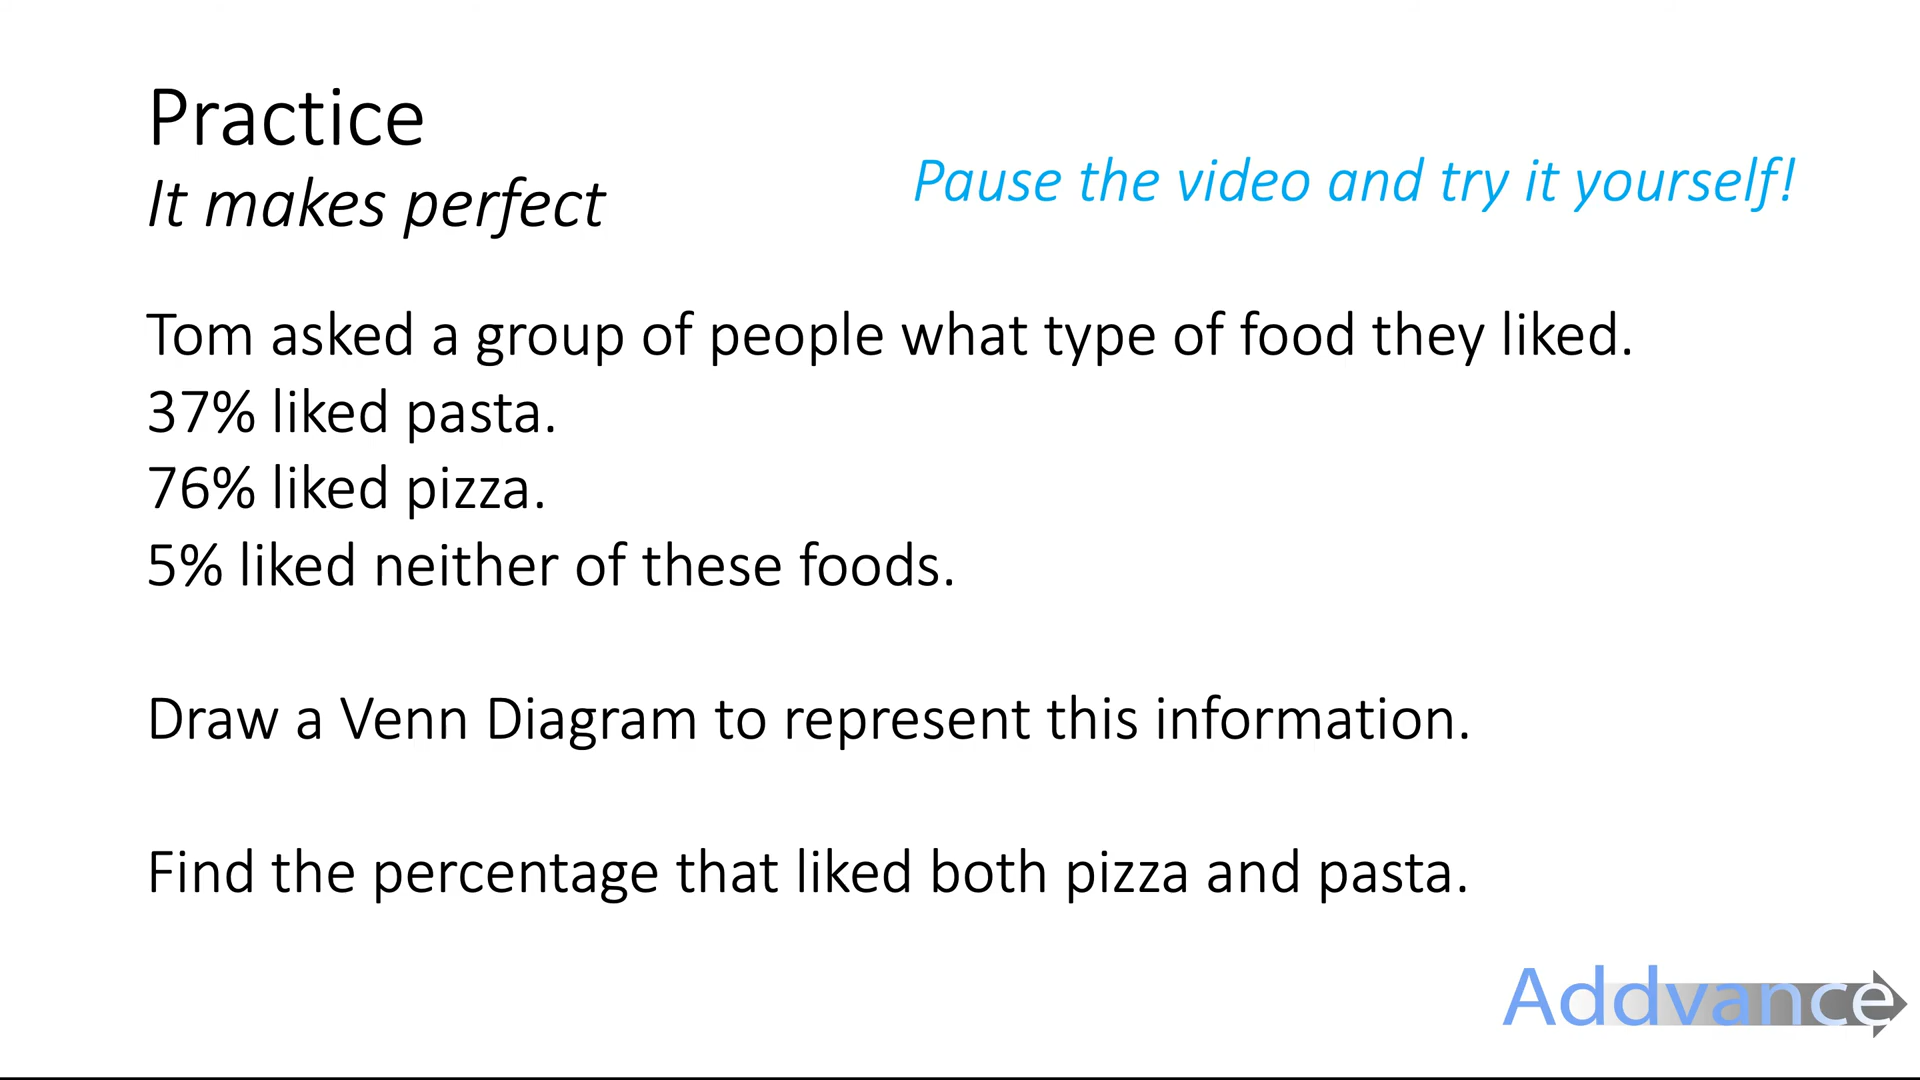 Practice
It makes perfect
Pause the video and try it yourself!
Tom asked a group of people what type of food they liked.
37% liked pasta.
76% liked pizza.
5% liked neither of these foods.
Draw a Venn Diagram to represent this information.
Find the percentage that liked both pizza and pasta.
Addvance